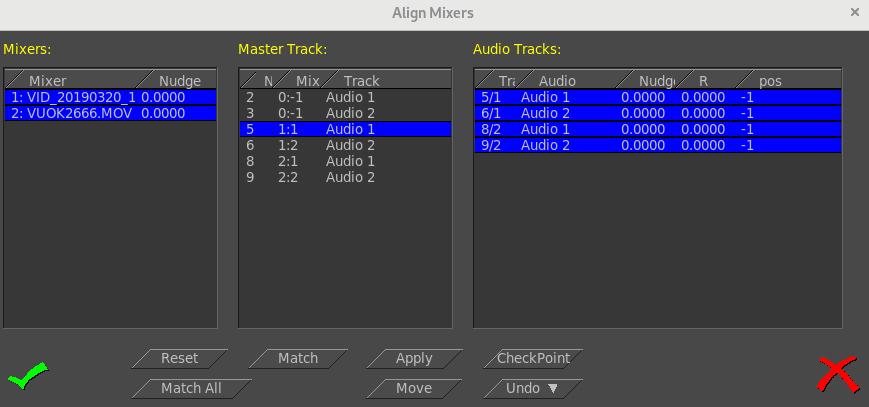 Align Mixers
Mixers: Master Track: Audio Tracks:
Mixer Nudge N Mix Track Tra Audio Nudge R pos
1: VID_20190320_1 0.0000 2 0:-1 Audio 1 5/1 Audio 1 0.0000 0.0000 -1
2: VUOK2666.MOV 0.0000 3 0:-1 Audio 2 6/1 Audio 2 0.0000 0.0000 -1
5 1:1 Audio 1 8/2 Audio 1 0.0000 0.0000 -1
6 1:2 Audio 2 9/2 Audio 2 0.0000 0.0000 -1
8 2:1 Audio 1
9 2:2 Audio 2
Reset Match Apply CheckPoint
Match All Move Undo